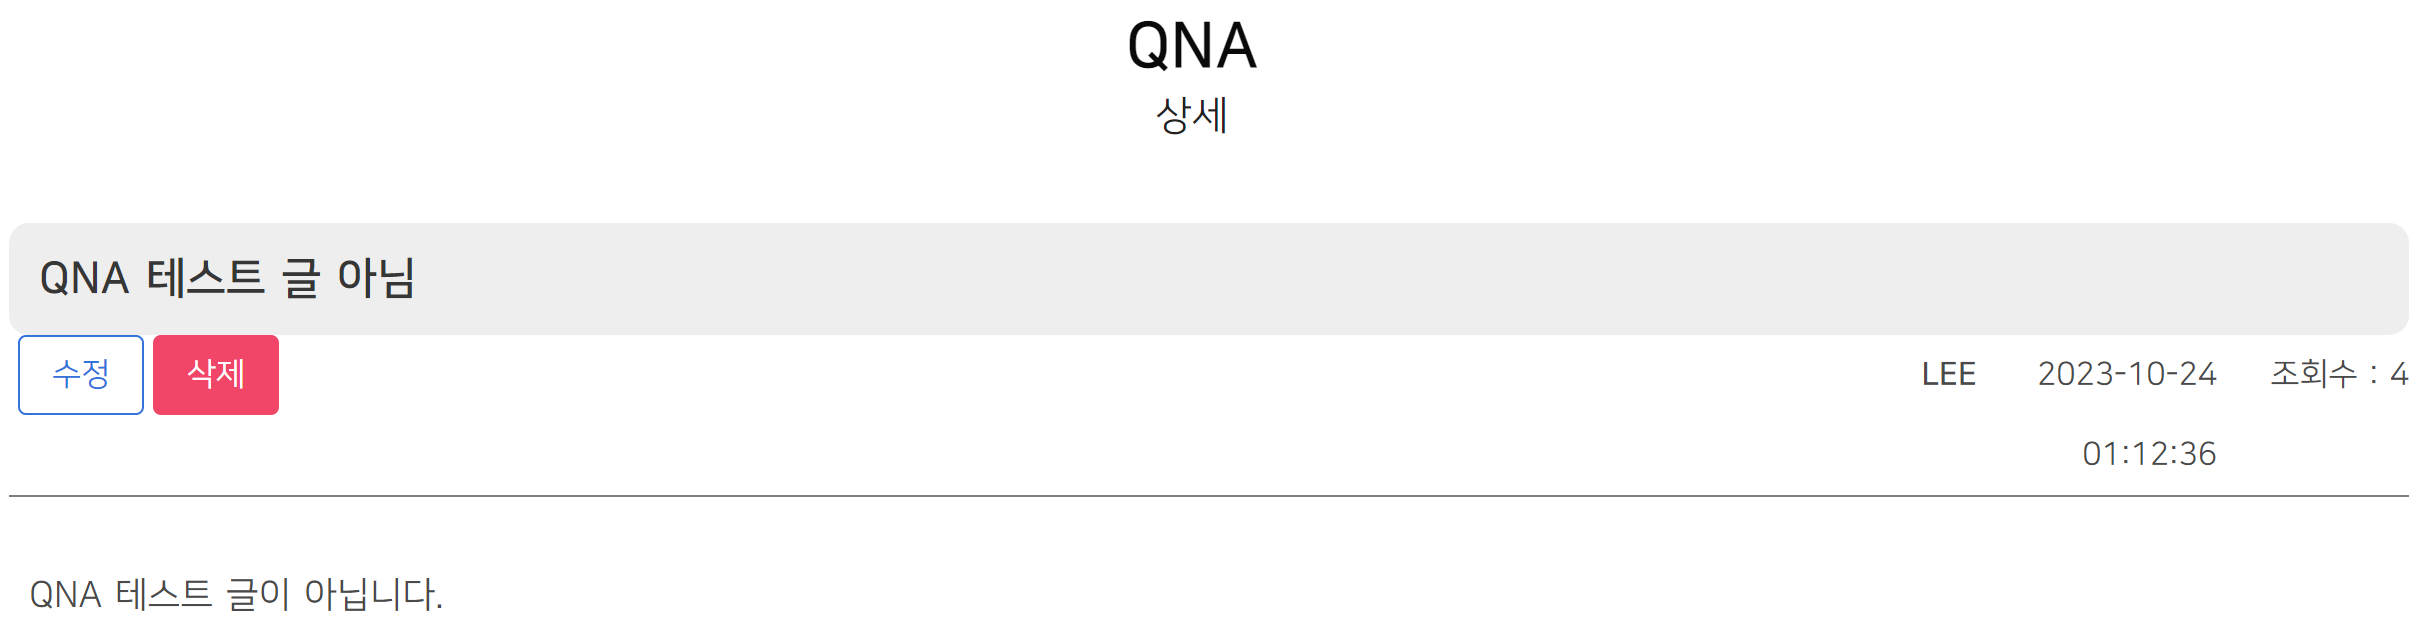 QNA
상세
QNA 테스트 글 아님
수정 삭제 LEE 2023-10-24 조회수 : 4
01:12:36
QNA 테스트 글이 아닙니다.